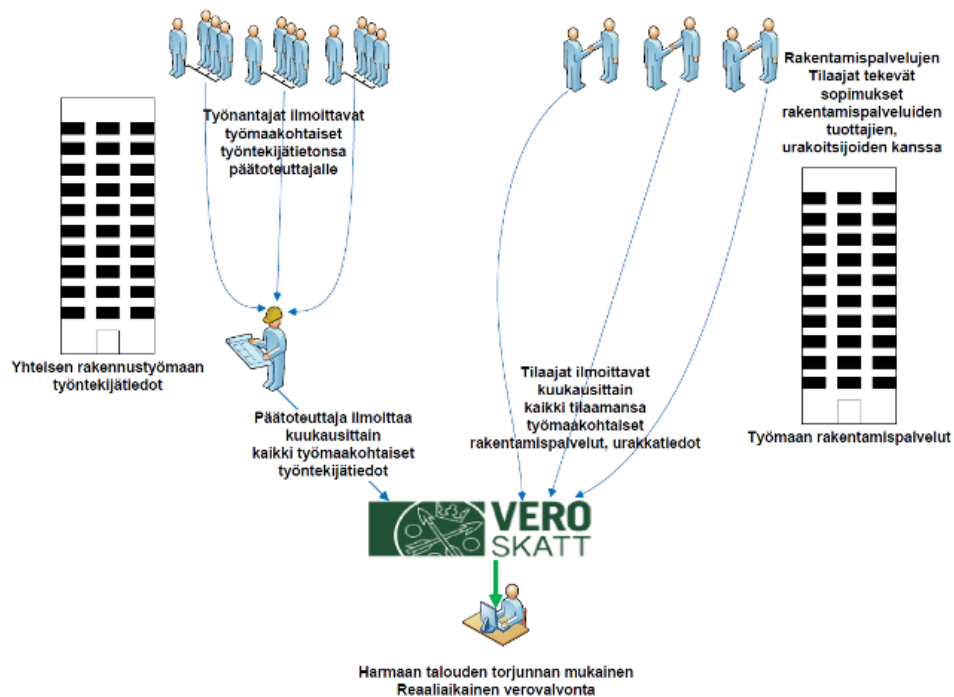 Työnantajat ilmoittavat
työmaakohtaiset
työntekijätietonsa
päätoteuttajalle
Rakentamispalvelujen
Tilaajat tekevät
sopimukset
rakentamispalveluiden
tuottajien,
urakoitsijoiden kanssa
Yhteisen rakennustyömaan
työntekijätiedot
Päätoteuttaja ilmoittaa
kuukausittain
kaikki työmaakohtaiset
työntekijätiedot
Tilaajat ilmoittavat
kuukausittain
kaikki tilaamansa
työmaakohtaiset
rakentamispalvelut, urakkatiedot
Työmaan rakentamispalvelut
VERO
SKATT
Harmaan talouden torjunnan mukainen
Reaaliaikainen verovalvonta